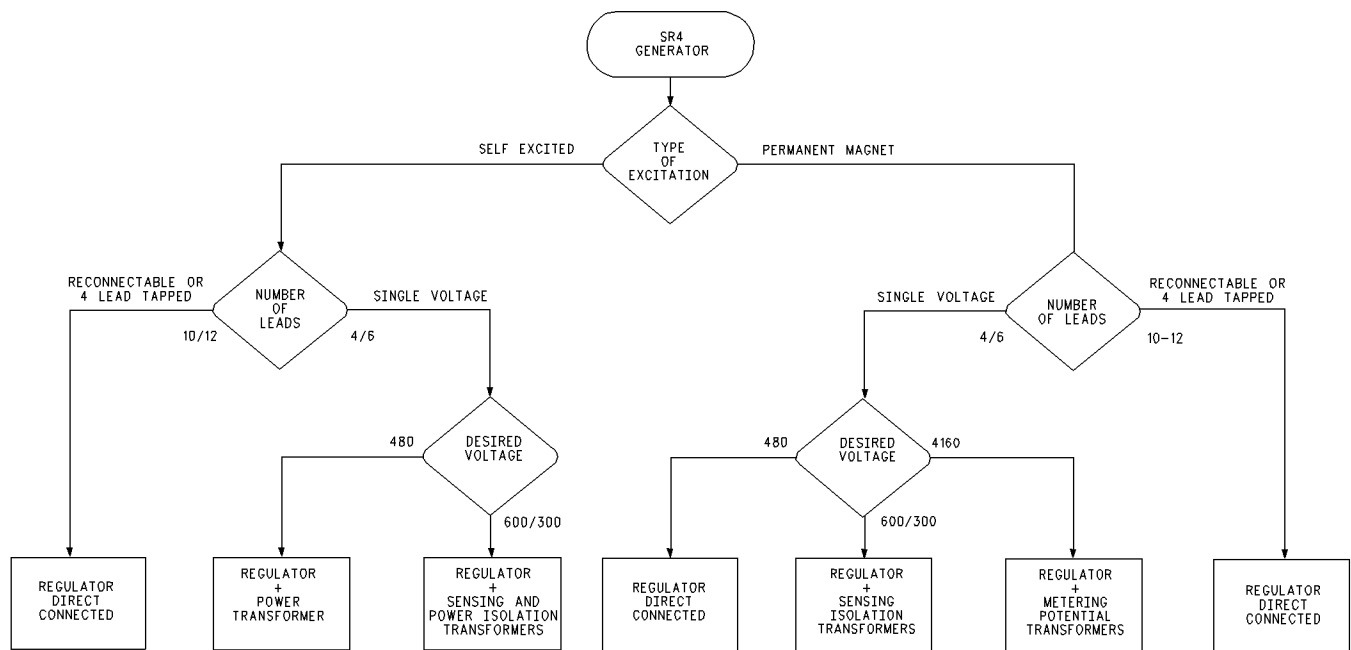 SR4
GENERATOR
TYPE
OF
EXCITATION
SELF EXCITED
PERMANENT MAGNET
RECONNECTABLE OR
4 LEAD TAPPED
10/12
NUMBER
OF
LEADS
SINGLE VOLTAGE
4/6
SINGLE VOLTAGE
4/6
NUMBER
OF LEADS
RECONNECTABLE OR
4 LEAD TAPPED
10-12
480
DESIRED
VOLTAGE
600/300
480
DESIRED
VOLTAGE
4160
600/300
REGULATOR
DIRECT
CONNECTED
REGULATOR
+
POWER
TRANSFORMER
REGULATOR
+
SENSING AND
POWER ISOLATION
TRANSFORMERS
REGULATOR
DIRECT
CONNECTED
REGULATOR
+
SENSING
ISOLATION
TRANSFORMERS
REGULATOR
+
METERING
POTENTIAL
TRANSFORMERS
REGULATOR
DIRECT
CONNECTED